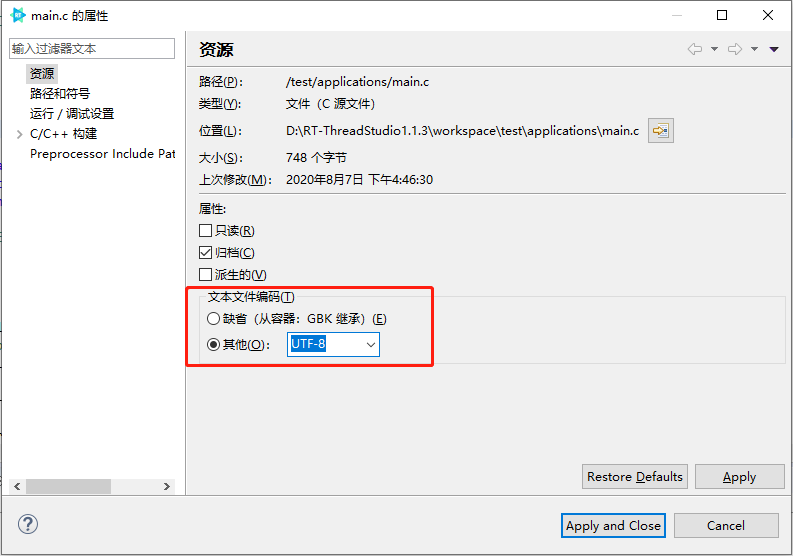 main.c 的属性
输入过滤器文本
资源
路径和符号
运行 / 调试设置
C/C++ 构建
Preprocessor Include Pat
资源
路径(P): /test/applications/main.c
类型(Y): 文件（C 源文件）
位置(L): D:\RT-ThreadStudio1.1.3\workspace\test\applications\main.c
大小(S): 748 个字节
上次修改(M): 2020年8月7日 下午4:46:30
属性:
只读(R)
归档(C)
派生的(V)
文本文件编码(T)
缺省（从容器：GBK 继承）(E)
其他(O): UTF-8
Restore Defaults Apply
Apply and Close Cancel